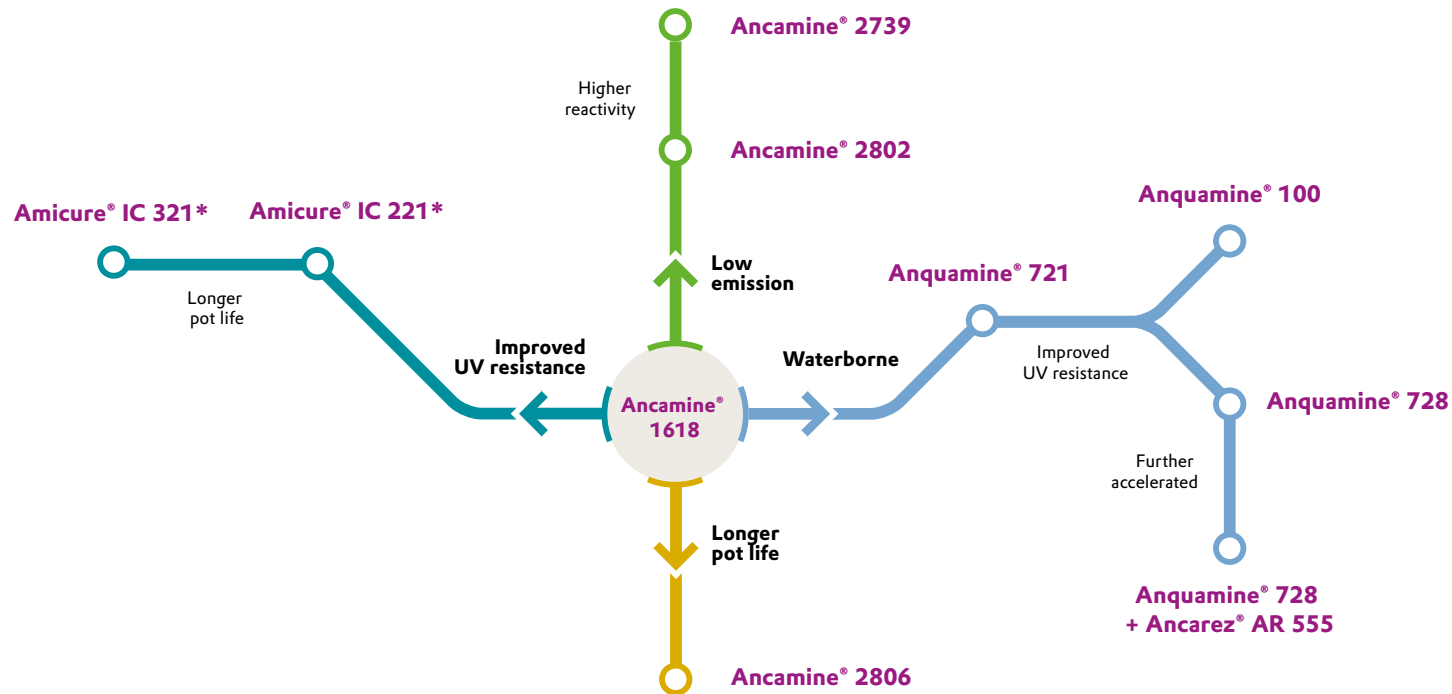 Ancamine® 2739
Higher
reactivity
Ancamine® 2802
Amicure® IC 321*
Amicure® IC 221*
Anquamine® 100
Low
emission
Anquamine® 721
Longer
pot life
Improved
UV resistance
Waterborne
Improved
UV resistance
Ancamine®
1618
Anquamine® 728
Further
accelerated
Longer
pot life
Anquamine® 728
+ Ancarez® AR 555
Ancamine® 2806